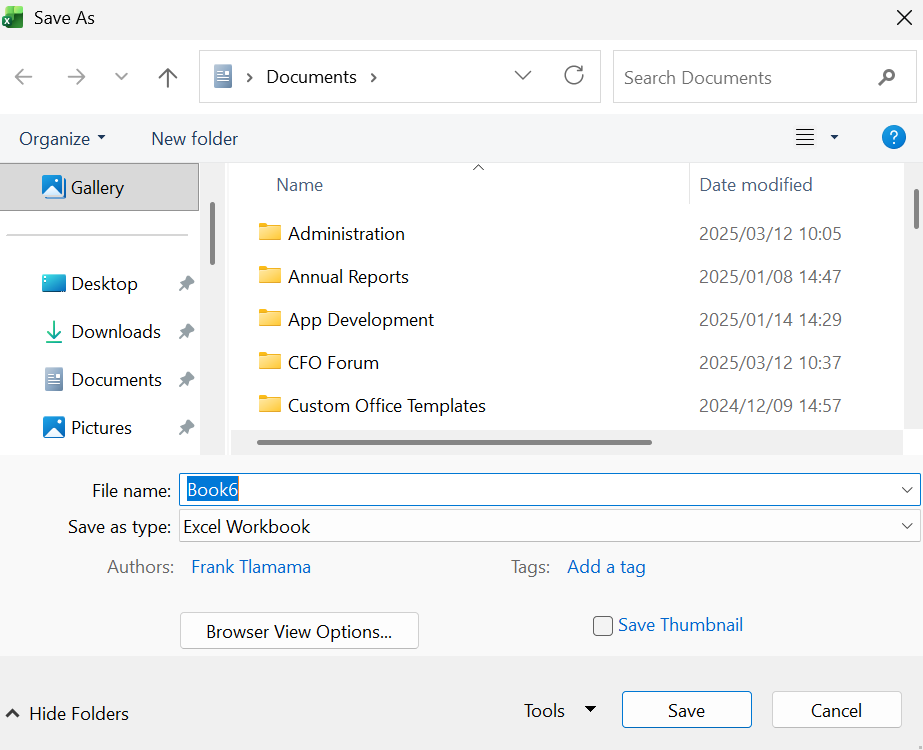 Save As
Documents
Search Documents
Organize New folder ?
Gallery
Desktop
Downloads
Documents
Pictures
Name Date modified
Administration 2025/03/12 10:05
Annual Reports 2025/01/08 14:47
App Development 2025/01/14 14:29
CFO Forum 2025/03/12 10:37
Custom Office Templates 2024/12/09 14:57
File name: Book6
Save as type: Excel Workbook
Authors: Frank Tlamama Tags: Add a tag
Browser View Options... Save Thumbnail
Hide Folders Tools Save Cancel